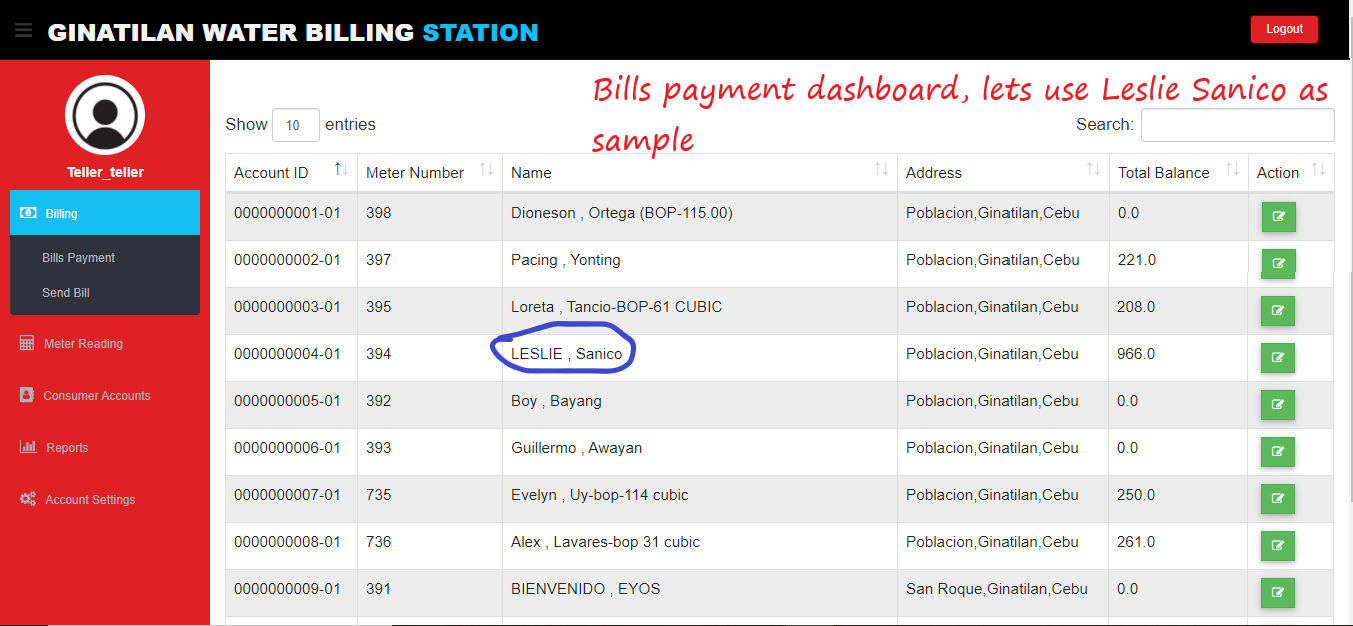 GINATILAN WATER BILLING STATION
Logout
Bills payment dashboard, lets use Leslie Sanico as
sample
Teller_teller
Billing
Bills Payment
Send Bill
Meter Reading
Consumer Accounts
Reports
Account Settings
Show 10 entries
Search:
Account ID Meter Number Name Address Total Balance Action
0000000001-01 398 Dioneson , Ortega (BOP-115.00) Poblacion,Ginatilan,Cebu 0.0
0000000002-01 397 Pacing , Yonting Poblacion,Ginatilan,Cebu 221.0
0000000003-01 395 Loreta , Tancio-BOP-61 CUBIC Poblacion,Ginatilan,Cebu 208.0
0000000004-01 394 LESLIE , Sanico Poblacion,Ginatilan,Cebu 966.0
0000000005-01 392 Boy , Bayang Poblacion,Ginatilan,Cebu 0.0
0000000006-01 393 Guillermo , Awayan Poblacion,Ginatilan,Cebu 0.0
0000000007-01 735 Evelyn , Uy-bop-114 cubic Poblacion,Ginatilan,Cebu 250.0
0000000008-01 736 Alex , Lavares-bop 31 cubic Poblacion,Ginatilan,Cebu 261.0
0000000009-01 391 BIENVENIDO , EYOS San Roque,Ginatilan,Cebu 0.0